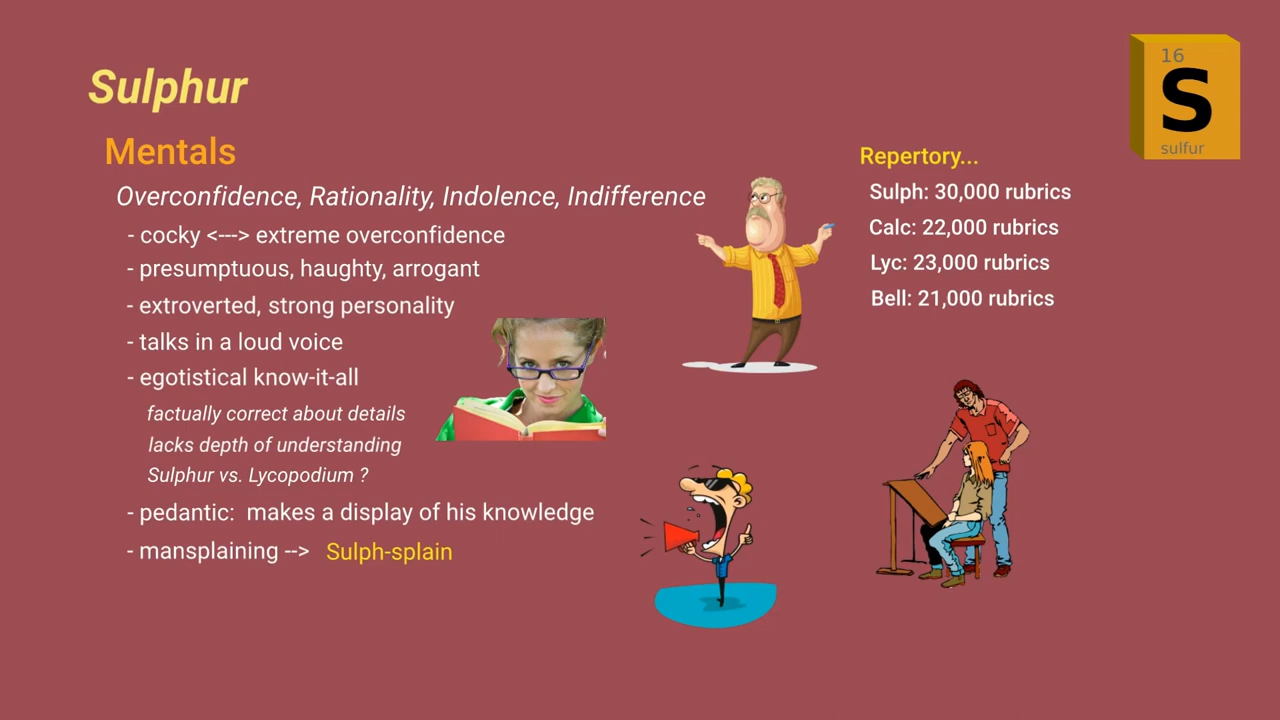 Sulphur
Mentals
Overconfidence, Rationality, Indolence, Indifference
- cocky <---> extreme overconfidence
- presumptuous, haughty, arrogant
- extroverted, strong personality
- talks in a loud voice
- egotistical know-it-all
factually correct about details
lacks depth of understanding
Sulphur vs. Lycopodium ?
- pedantic: makes a display of his knowledge
- mansplaining --> Sulph-splain
16
S
sulfur
Repertory...
Sulph: 30,000 rubrics
Calc: 22,000 rubrics
Lyc: 23,000 rubrics
Bell: 21,000 rubrics